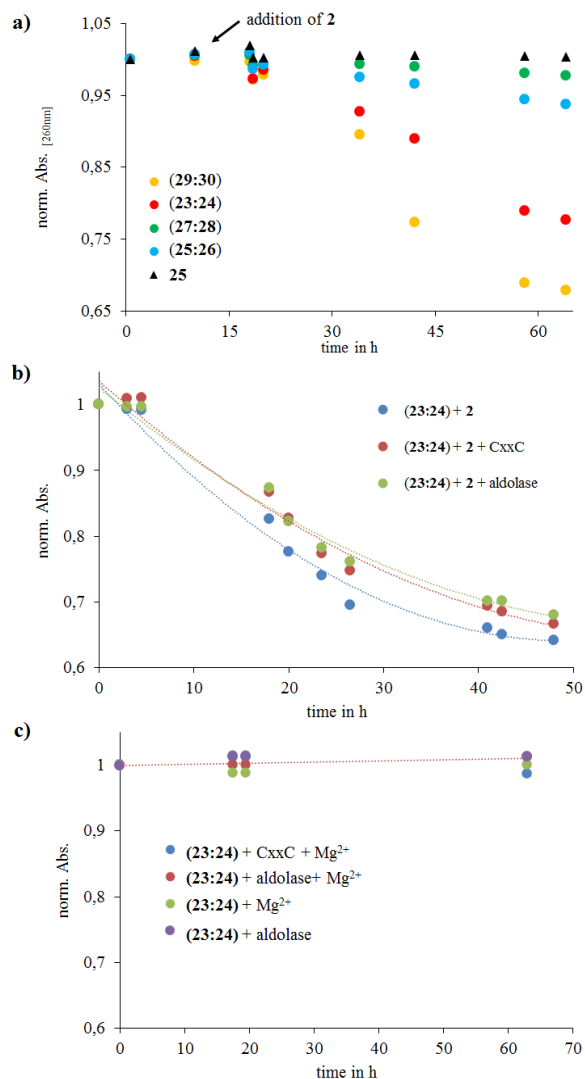 a)
addition of 2
norm. Abs. [260nm]
1,05
0,95
0,85
0,75
0,65
(29:30)
(23:24)
(27:28)
(25:26)
25
0
15
30
45
60
time in h
b)
norm. Abs.
1
0,9
0,8
0,7
0,6
(23:24) + 2
(23:24) + 2 + CxxC
(23:24) + 2 + aldolase
0
10
20
30
40
50
time in h
c)
norm. Abs.
1
0,9
0,8
0,7
0,6
(23:24) + CxxC + Mg²⁺
(23:24) + aldolase+ Mg²⁺
(23:24) + Mg²⁺
(23:24) + aldolase
0
10
20
30
40
50
60
70
time in h